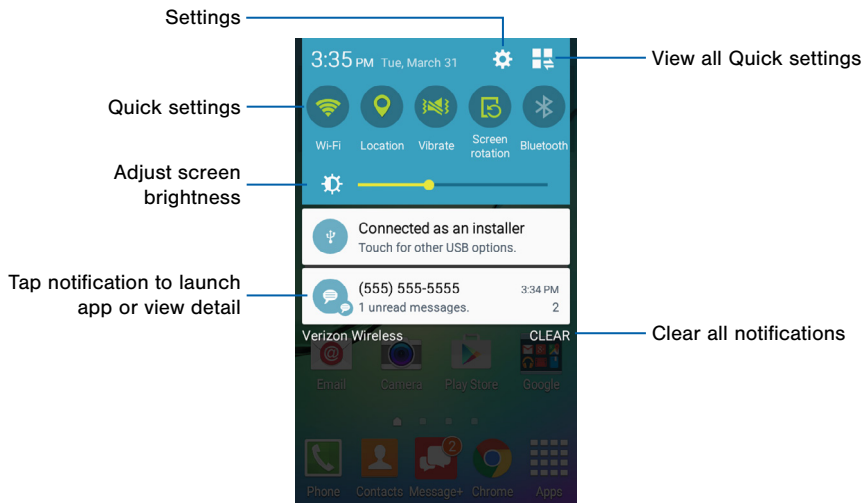 Settings
3:35 PM Tue, March 31
View all Quick settings
Quick settings
Wi-Fi
Location
Vibrate
Screen
rotation
Bluetooth
Adjust screen
brightness
Connected as an installer
Touch for other USB options.
Tap notification to launch
app or view detail
(555) 555-5555
3:34 PM
1 unread messages.
2
Verizon Wireless
CLEAR
Clear all notifications
Email
Camera
Play Store
Google
2
Phone
Contacts
Message+
Chrome
Apps